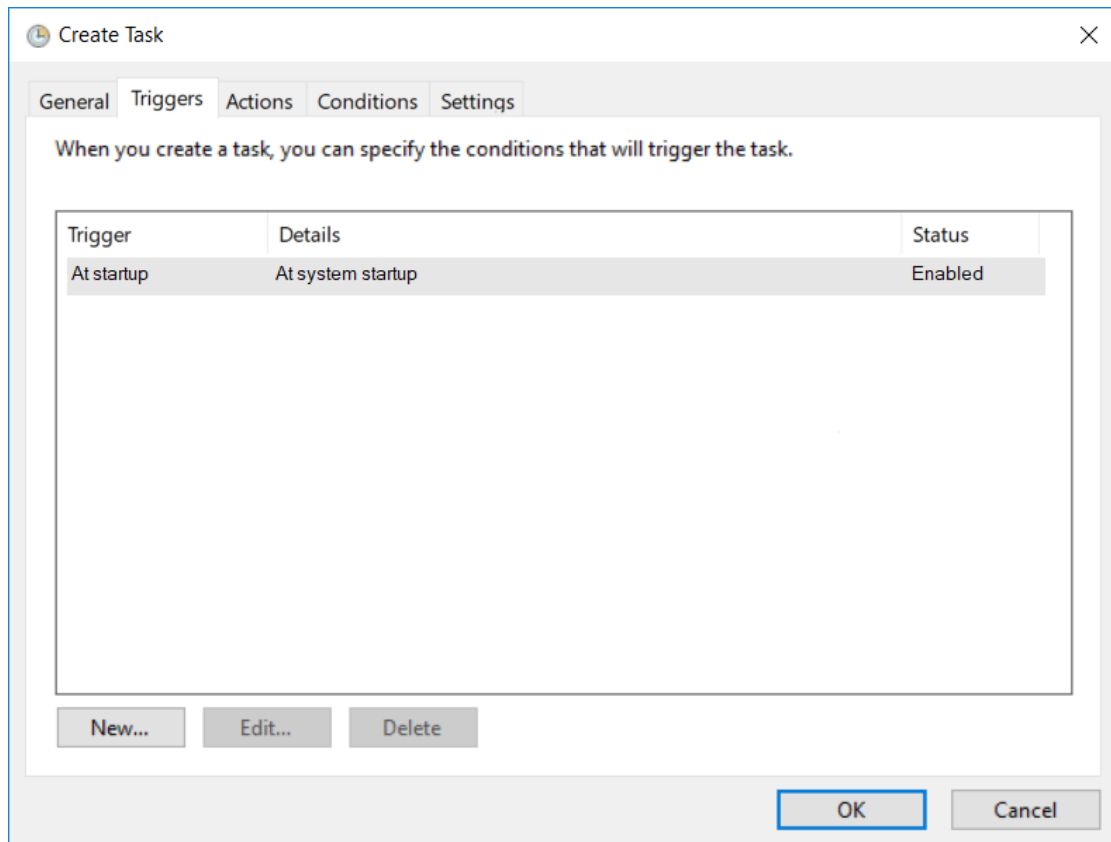 Create Task
General Triggers Actions Conditions Settings
When you create a task, you can specify the conditions that will trigger the task.
Trigger Details Status
At startup At system startup Enabled
New... Edit... Delete
OK Cancel